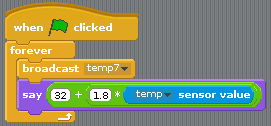 when clicked
forever
broadcast temp7
say 32 + 1.8 * temp sensor value